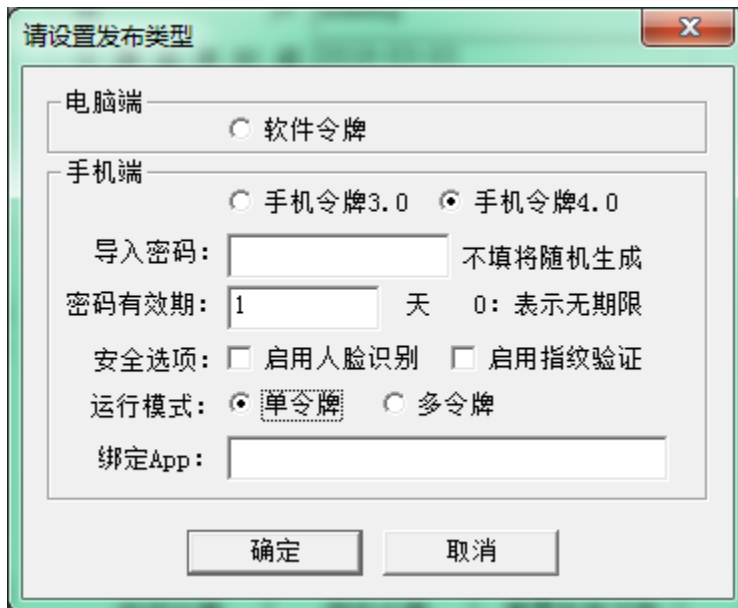 请设置发布类型
电脑端
软件令牌
手机端
手机令牌3.0 手机令牌4.0
导入密码： 不填将随机生成
密码有效期： 1 天 0：表示无期限
安全选项： 启用人脸识别 启用指纹验证
运行模式： 单令牌 多令牌
绑定App：
确定 取消